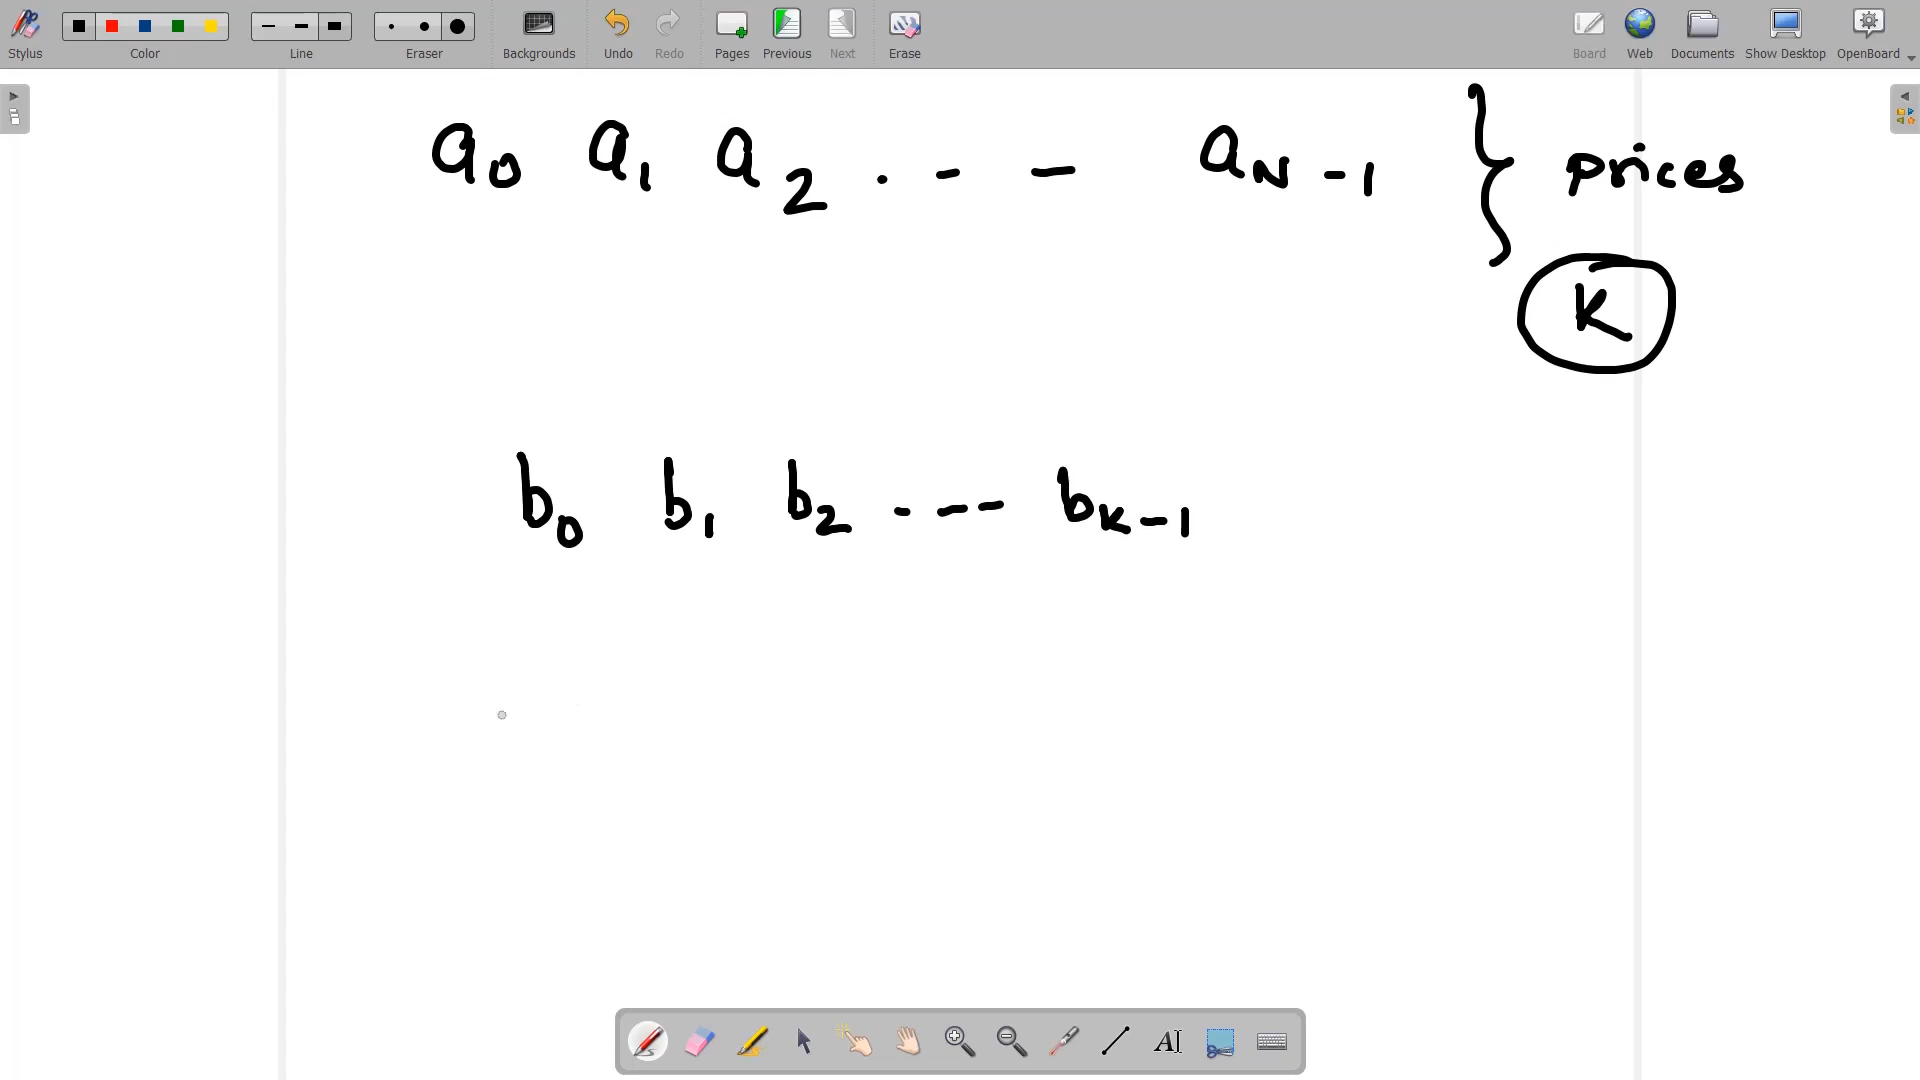 Stylus Color Line Eraser Backgrounds Undo Redo Pages Previous Next Erase Board Web Documents Show Desktop OpenBoard
a₀ a₁ a₂ . - - aN-1 } prices
K
b₀ b₁ b₂ . - - - bK-1